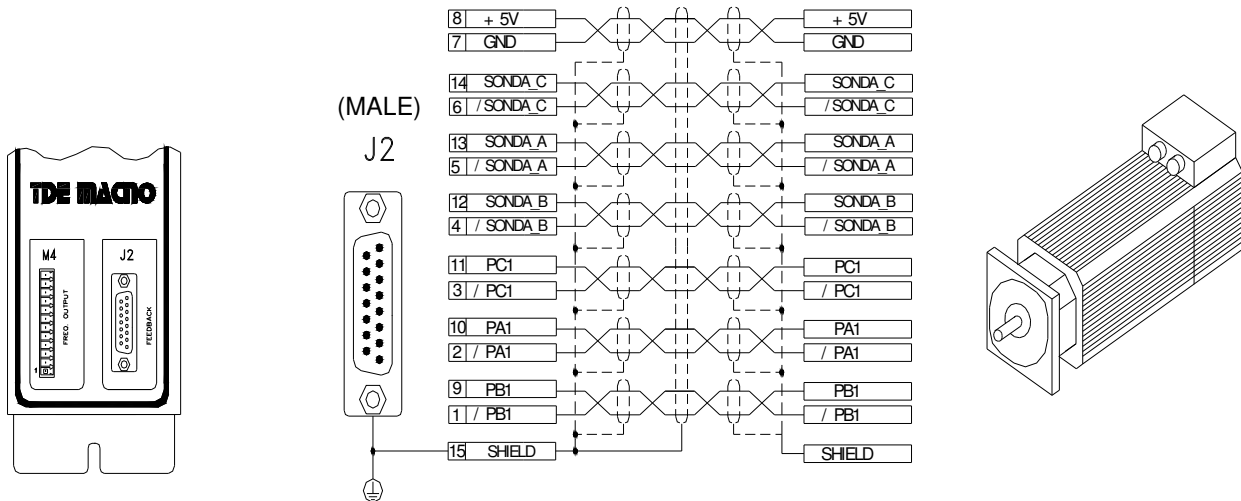 TDE MACNO
M4
FREQ. OUTPUT
1
J2
FEEDBACK
(MALE)
J2
8 + 5V + 5V
7 GND GND
14 SONDA_C SONDA_C
6 / SONDA_C / SONDA_C
13 SONDA_A SONDA_A
5 / SONDA_A / SONDA_A
12 SONDA_B SONDA_B
4 / SONDA_B / SONDA_B
11 PC1 PC1
3 / PC1 / PC1
10 PA1 PA1
2 / PA1 / PA1
9 PB1 PB1
1 / PB1 / PB1
15 SHIELD SHIELD